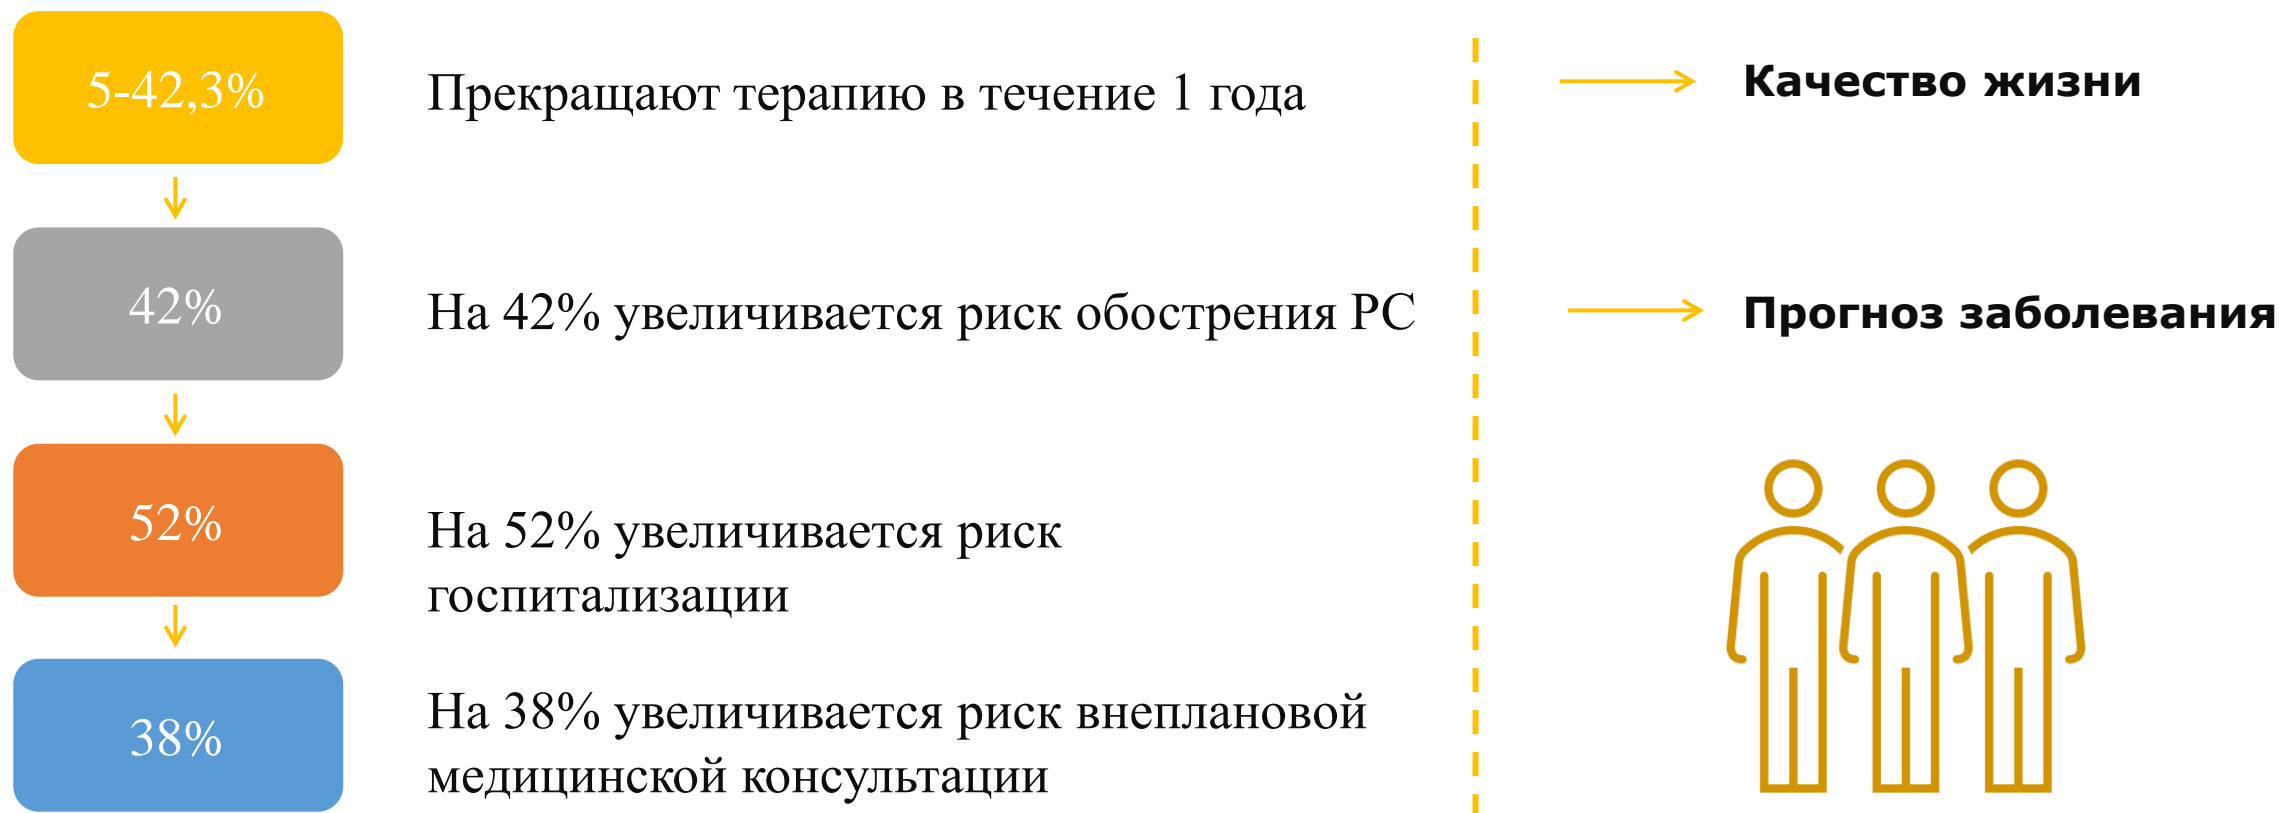 5-42,3%
Прекращают терапию в течение 1 года
42%
На 42% увеличивается риск обострения РС
52%
На 52% увеличивается риск
госпитализации
38%
На 38% увеличивается риск внеплановой
медицинской консультации
Качество жизни
Прогноз заболевания